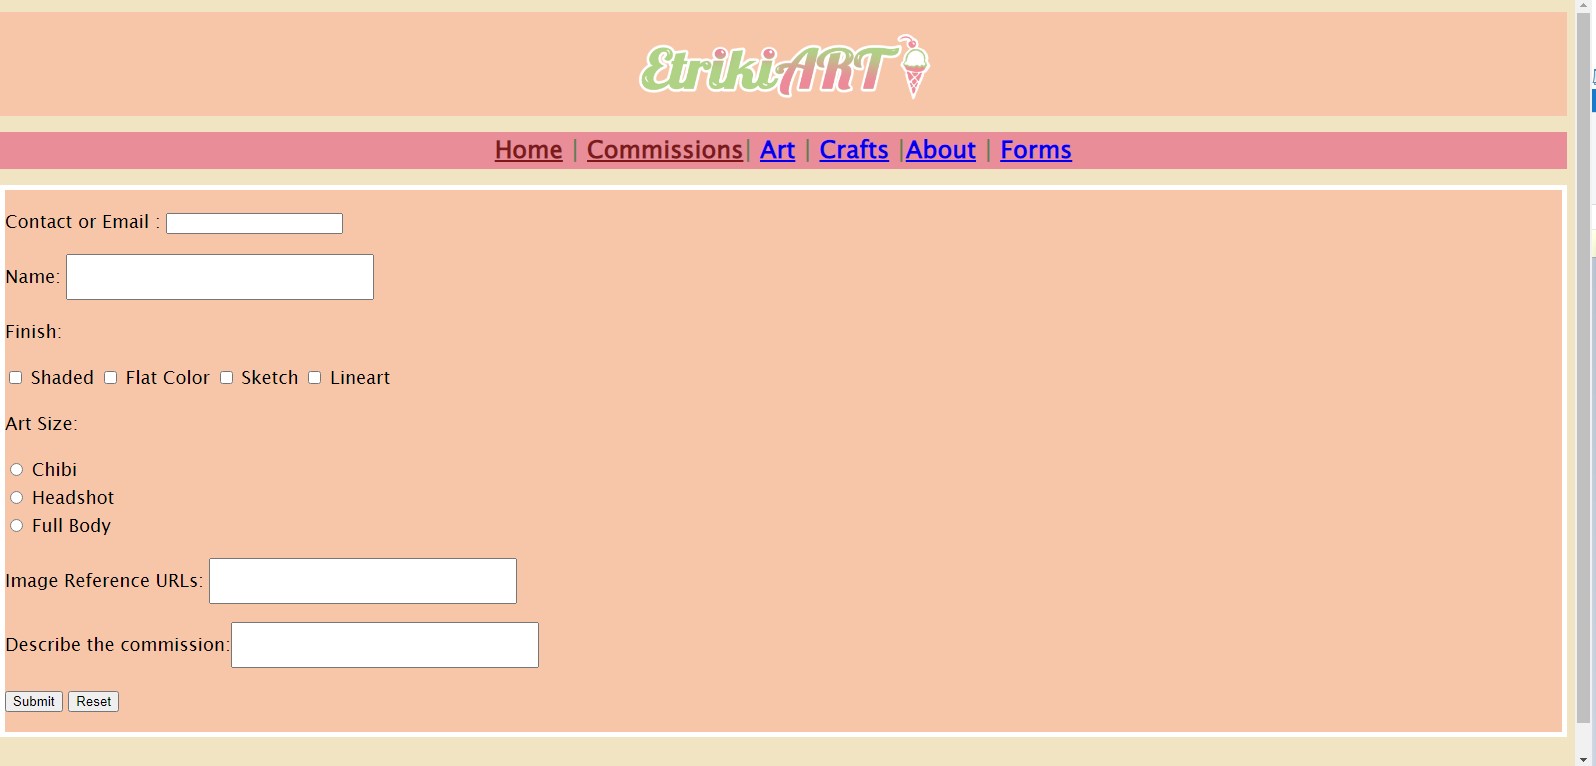 EtrikiART
Home | Commissions| Art | Crafts |About | Forms
Contact or Email :
Name:
Finish:
Shaded Flat Color Sketch Lineart
Art Size:
Chibi
Headshot
Full Body
Image Reference URLs:
Describe the commission:
Submit Reset